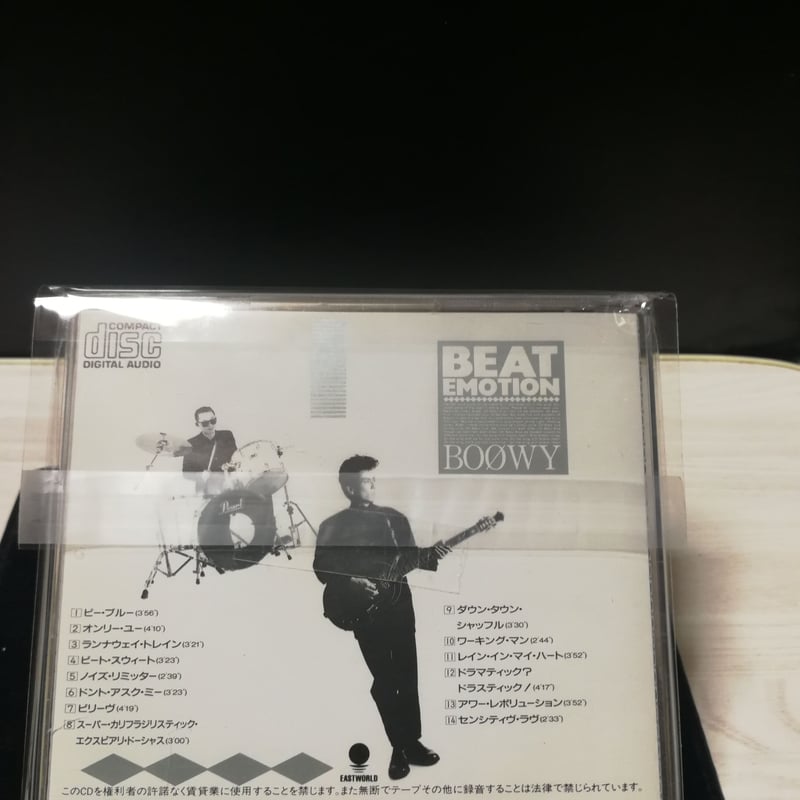 COMPACT
disc
DIGITAL AUDIO
BEAT
EMOTION
BOØWY
Pearl
1 ビー・ブルー(3'56")
2 オンリー・ユー(4'10")
3 ランナウェイ・トレイン(3'21")
4 ビート・スウィート(3'23")
5 ノイズ・リミッター(2'39")
6 ドント・アスク・ミー(3'23")
7 ビリーヴ(4'19")
8 スーパー・カリフラジリスティック・
エクスピアリ・ドーシャス(3'00")
9 ダウン・タウン・
シャッフル(3'30")
10 ワーキング・マン(2'44")
11 レイン・イン・マイ・ハート(3'52")
12 ドラマティック?
ドラスティック!(4'17")
13 アワー・レボリューション(3'52")
14 センシティヴ・ラヴ(2'33")
EASTWORLD
このCDを権利者の許諾なく賃貸業に使用することを禁じます。また無断でテープその他に録音することは法律で禁じられています。